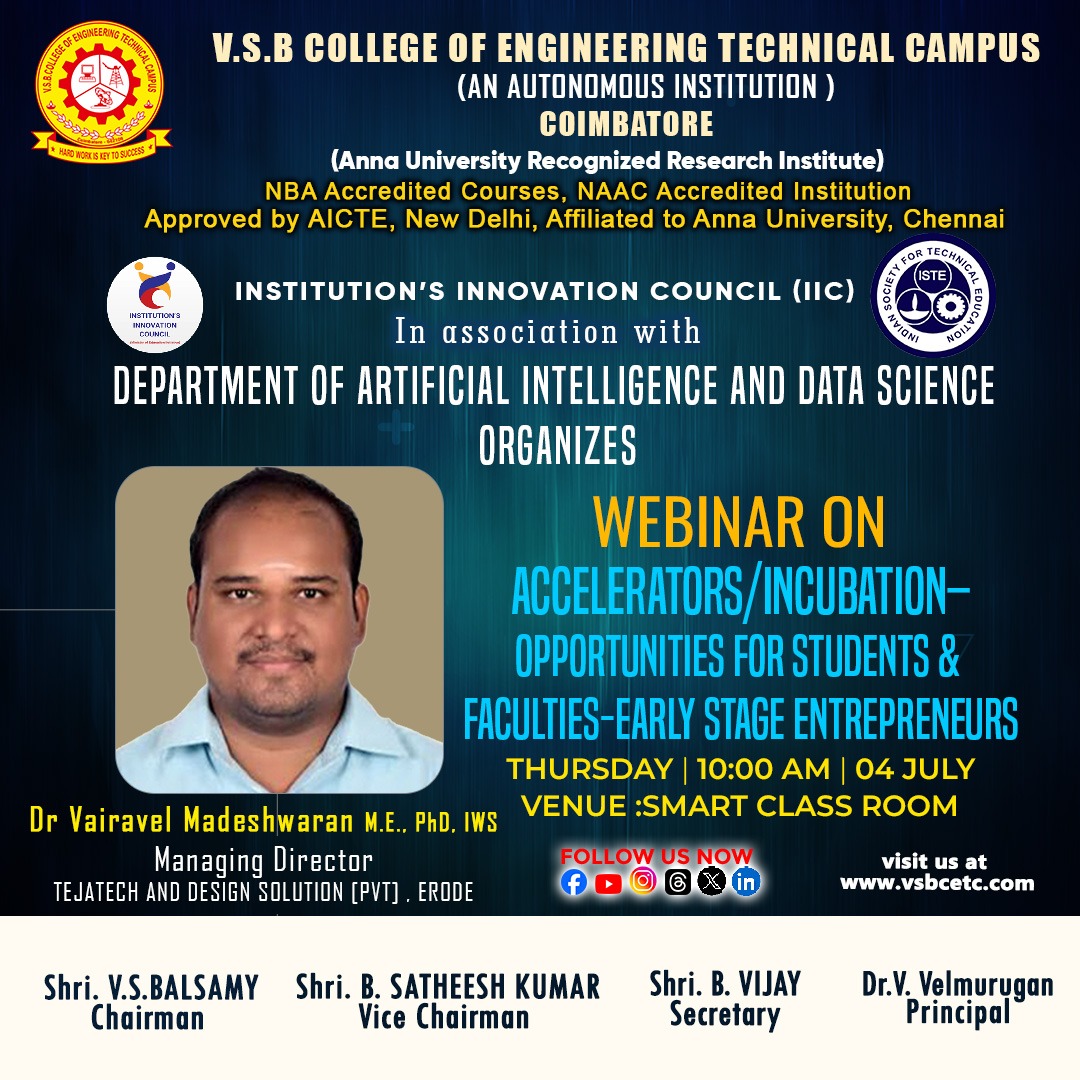 V.S.B COLLEGE OF ENGINEERING TECHNICAL CAMPUS
(AN AUTONOMOUS INSTITUTION )
COIMBATORE
(Anna University Recognized Research Institute)
NBA Accredited Courses, NAAC Accredited Institution
Approved by AICTE, New Delhi, Affiliated to Anna University, Chennai
V.S.B.COLLEGE OF ENGINEERING TECHNICAL CAMPUS
HARD WORK IS KEY TO SUCCESS
INSTITUTION'S
INNOVATION
COUNCIL
INSTITUTION'S INNOVATION COUNCIL (IIC)
INDIAN SOCIETY FOR TECHNICAL EDUCATION
ISTE
In association with
DEPARTMENT OF ARTIFICIAL INTELLIGENCE AND DATA SCIENCE
ORGANIZES
WEBINAR ON
ACCELERATORS/INCUBATION–
OPPORTUNITIES FOR STUDENTS &
FACULTIES-EARLY STAGE ENTREPRENEURS
THURSDAY | 10:00 AM | 04 JULY
VENUE :SMART CLASS ROOM
Dr Vairavel Madeshwaran M.E., PhD, IWS
Managing Director
TEJATECH AND DESIGN SOLUTION [PVT] , ERODE
FOLLOW US NOW
visit us at
www.vsbcetc.com
Shri. V.S.BALSAMY
Chairman
Shri. B. SATHEESH KUMAR
Vice Chairman
Shri. B. VIJAY
Secretary
Dr.V. Velmurugan
Principal